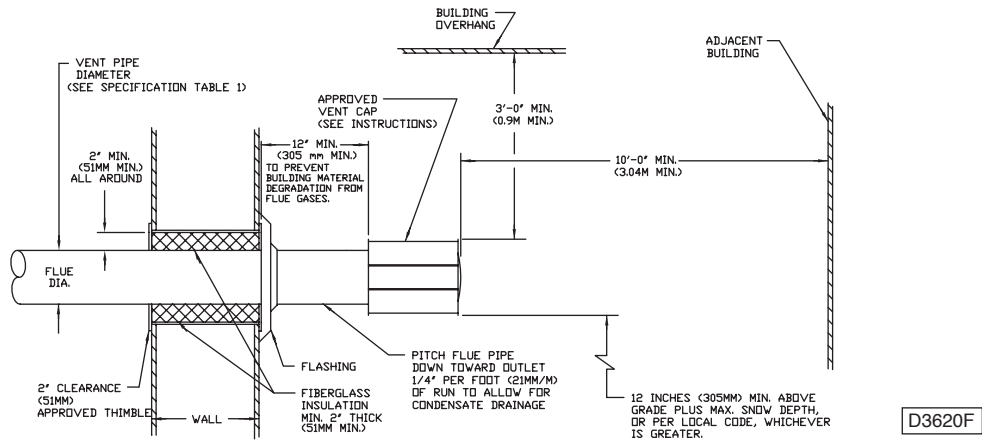 BUILDING
OVERHANG
ADJACENT
BUILDING
VENT PIPE
DIAMETER
(SEE SPECIFICATION TABLE 1)
APPROVED
VENT CAP
(SEE INSTRUCTIONS)
3'-0" MIN.
(0.9M MIN.)
2" MIN.
(51MM MIN.)
ALL AROUND
12" MIN.
(305 mm MIN.)
TO PREVENT
BUILDING MATERIAL
DEGRADATION FROM
FLUE GASES.
10'-0" MIN.
(3.04M MIN.)
FLUE
DIA.
2" CLEARANCE
(51MM)
APPROVED THIMBLE
WALL
FLASHING
FIBERGLASS
INSULATION
MIN. 2" THICK
(51MM MIN.)
PITCH FLUE PIPE
DOWN TOWARD OUTLET
1/4" PER FOOT (21MM/M)
OF RUN TO ALLOW FOR
CONDENSATE DRAINAGE
12 INCHES (305MM) MIN. ABOVE
GRADE PLUS MAX. SNOW DEPTH,
OR PER LOCAL CODE, WHICHEVER
IS GREATER.
D3620F